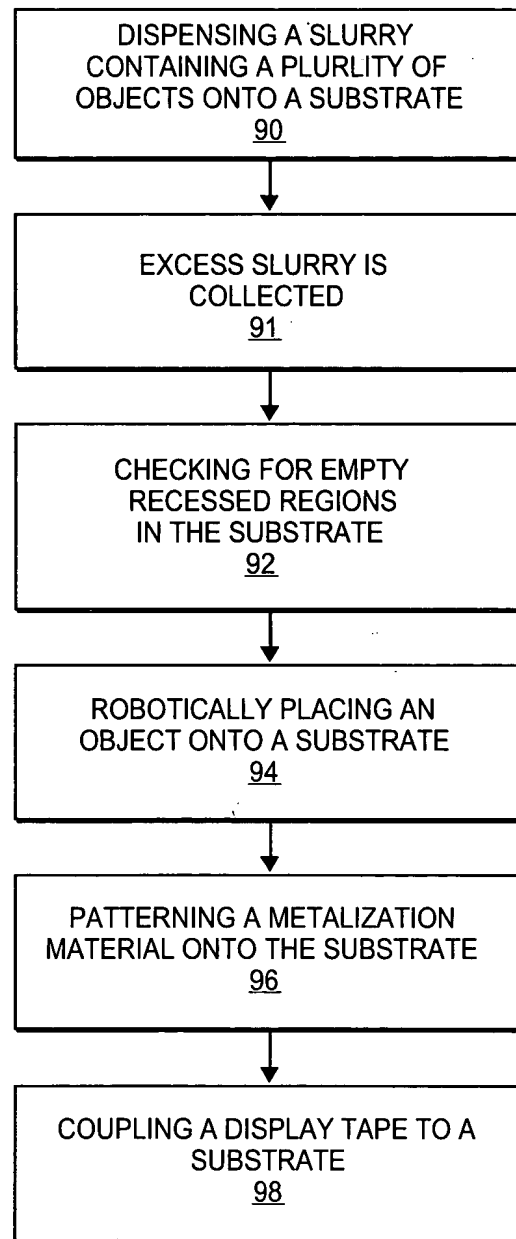 DISPENSING A SLURRY
CONTAINING A PLURLITY OF
OBJECTS ONTO A SUBSTRATE
90
EXCESS SLURRY IS
COLLECTED
91
CHECKING FOR EMPTY
RECESSED REGIONS
IN THE SUBSTRATE
92
ROBOTICALLY PLACING AN
OBJECT ONTO A SUBSTRATE
94
PATTERNING A METALIZATION
MATERIAL ONTO THE SUBSTRATE
96
COUPLING A DISPLAY TAPE TO A
SUBSTRATE
98